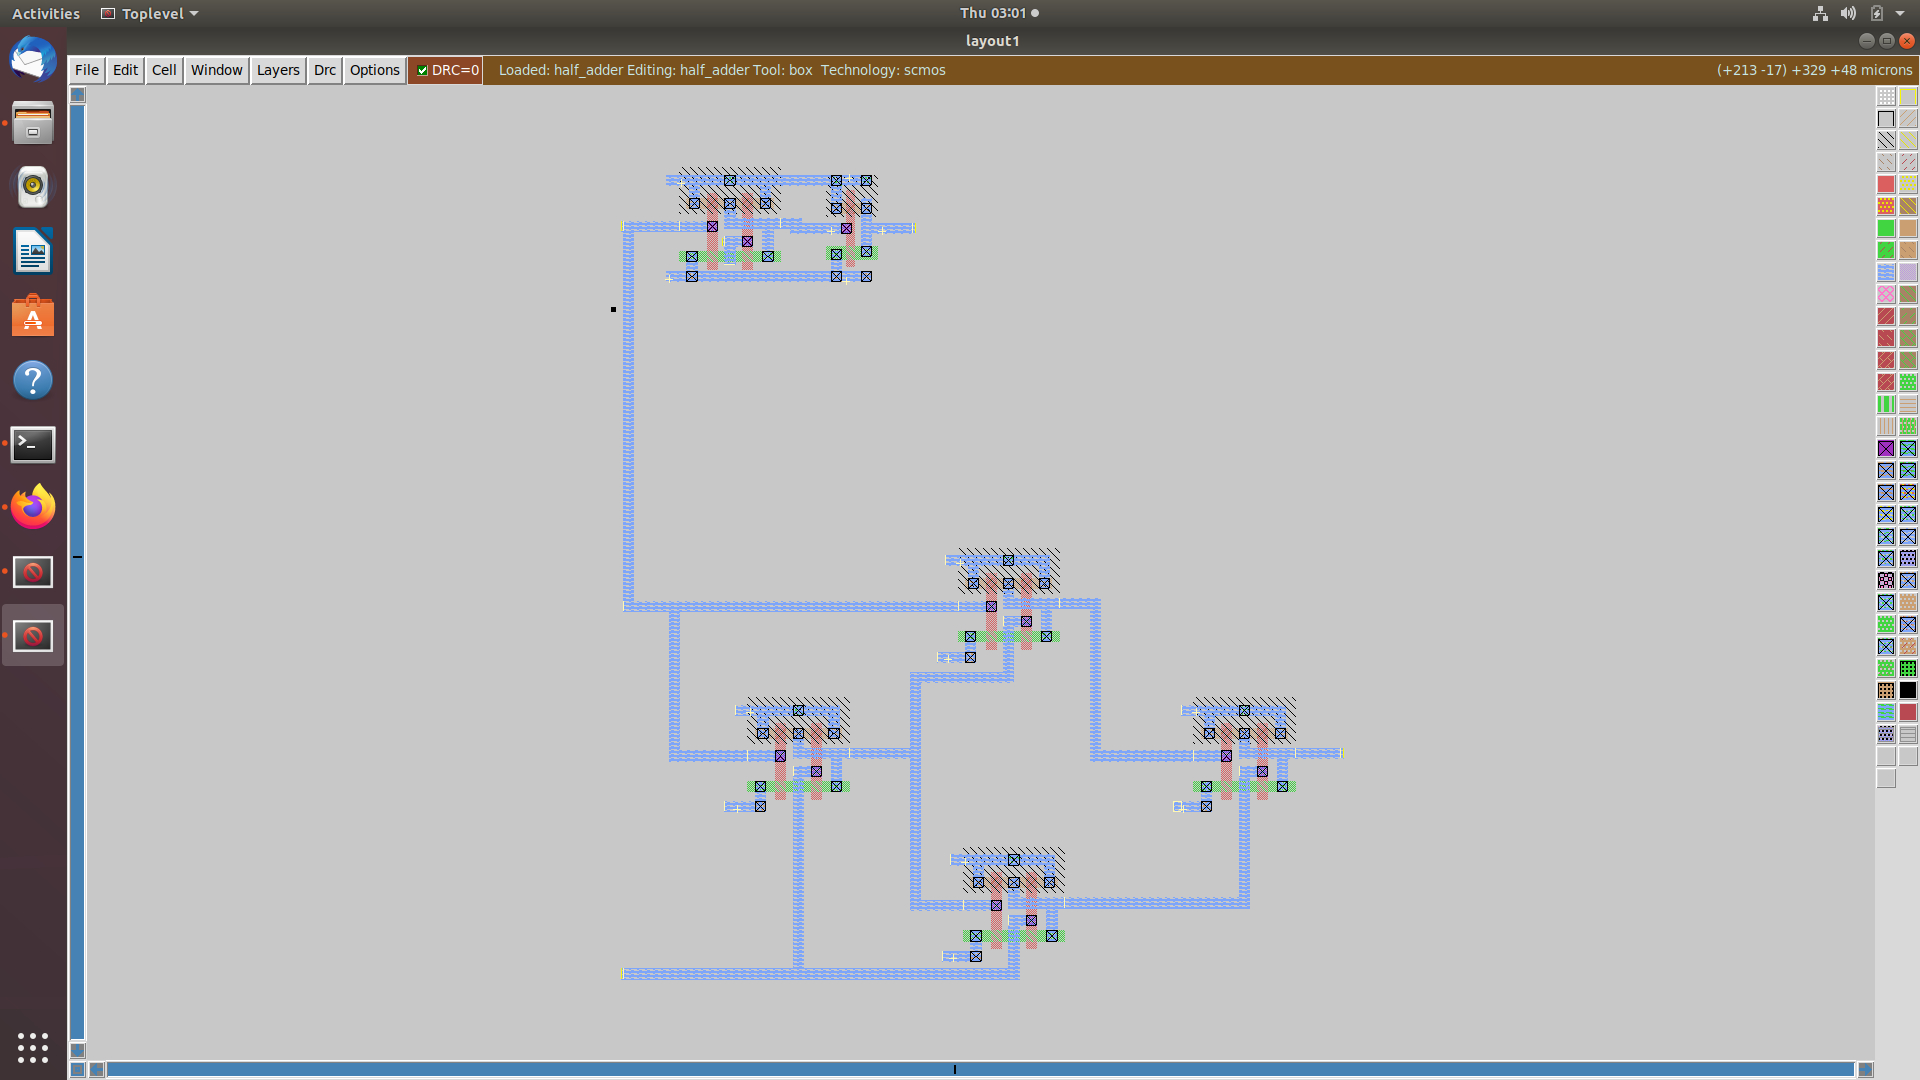 Activities Toplevel Thu 03:01
layout1
File Edit Cell Window Layers Drc Options DRC=0 Loaded: half_adder Editing: half_adder Tool: box Technology: scmos (+213 -17) +329 +48 microns